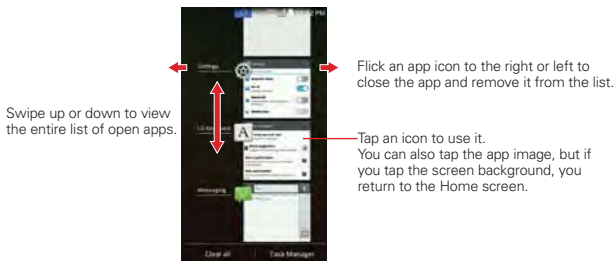 Settings
Flick an app icon to the right or left to
close the app and remove it from the list.
Swipe up or down to view
the entire list of open apps.
Tap an icon to use it.
You can also tap the app image, but if
you tap the screen background, you
return to the Home screen.
A
Messaging
Clear all
Task Manager